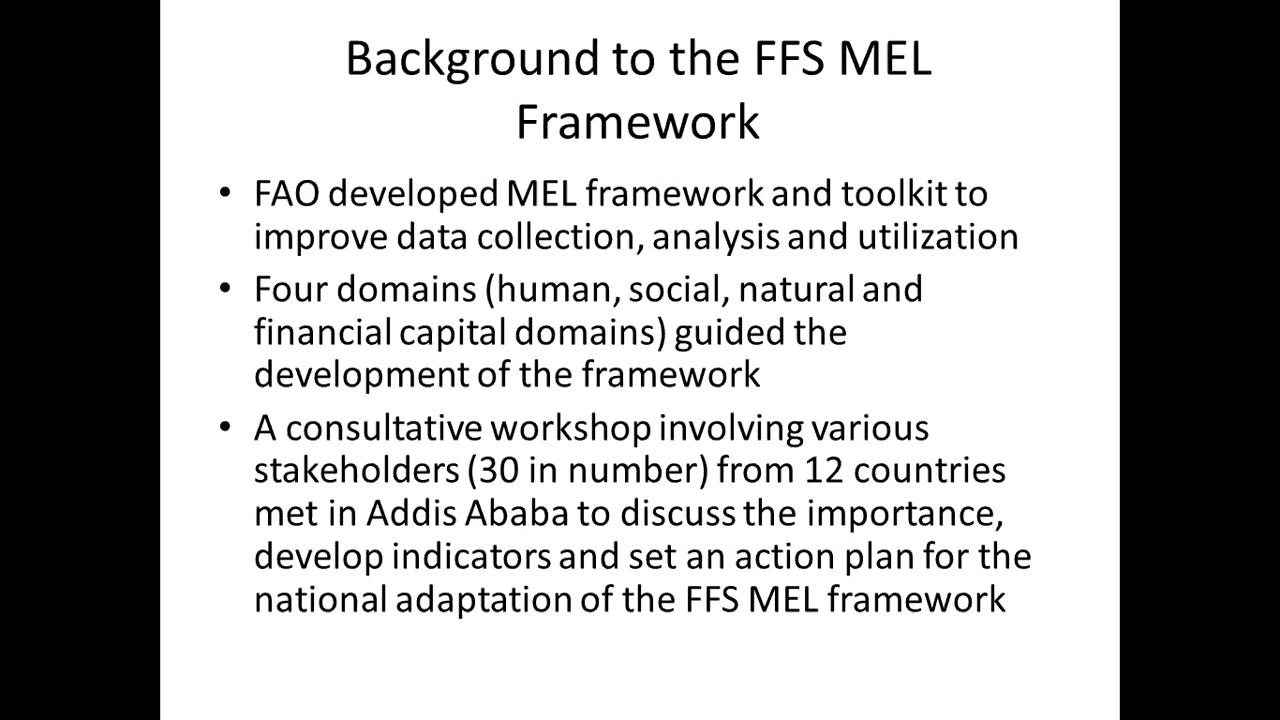 Background to the FFS MEL
Framework
• FAO developed MEL framework and toolkit to
improve data collection, analysis and utilization
• Four domains (human, social, natural and
financial capital domains) guided the
development of the framework
• A consultative workshop involving various
stakeholders (30 in number) from 12 countries
met in Addis Ababa to discuss the importance,
develop indicators and set an action plan for the
national adaptation of the FFS MEL framework